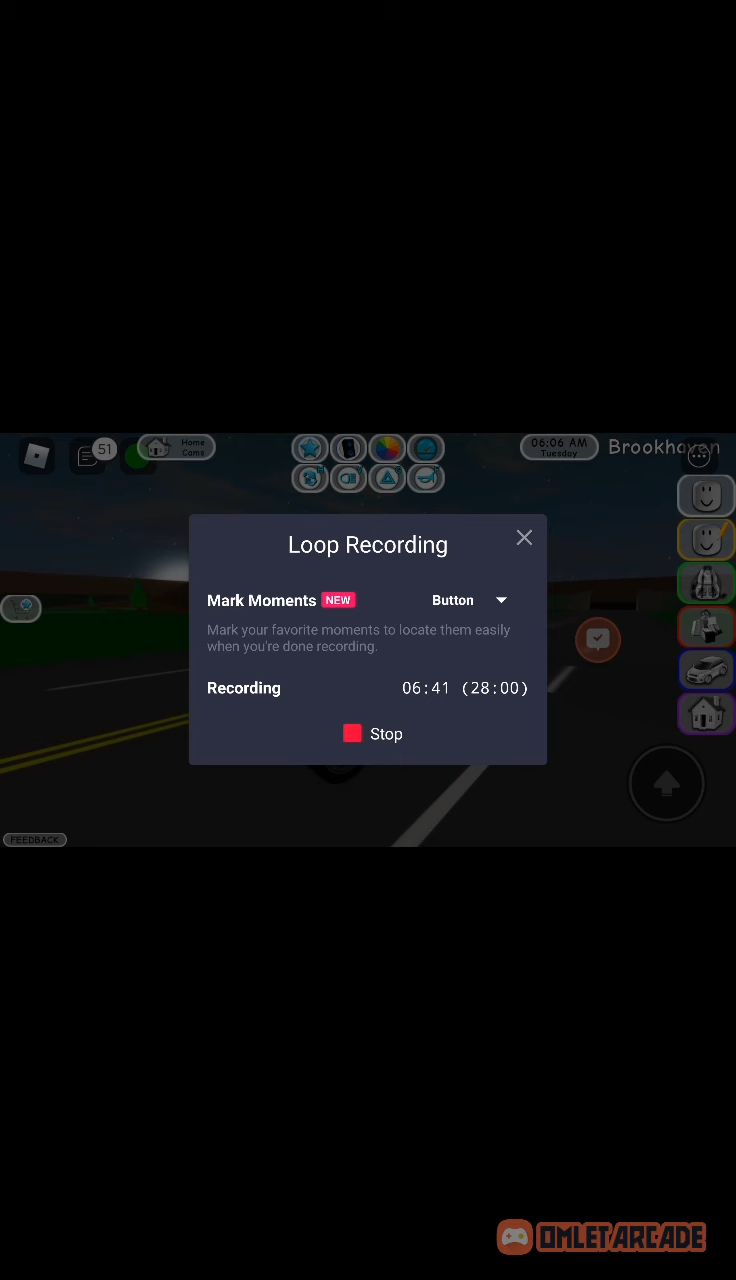 51
Home
Cams
06:06 AM
Tuesday
Brookhaven
Loop Recording
Mark Moments NEW
Button
Mark your favorite moments to locate them easily
when you're done recording.
Recording
06:41 (28:00)
Stop
FEEDBACK
OMLET ARCADE